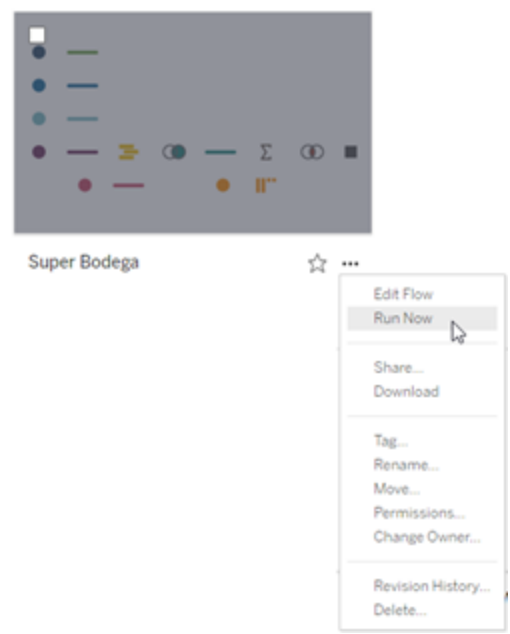 Super Bodega
Edit Flow
Run Now
Share...
Download
Tag...
Rename...
Move...
Permissions...
Change Owner...
Revision History...
Delete...